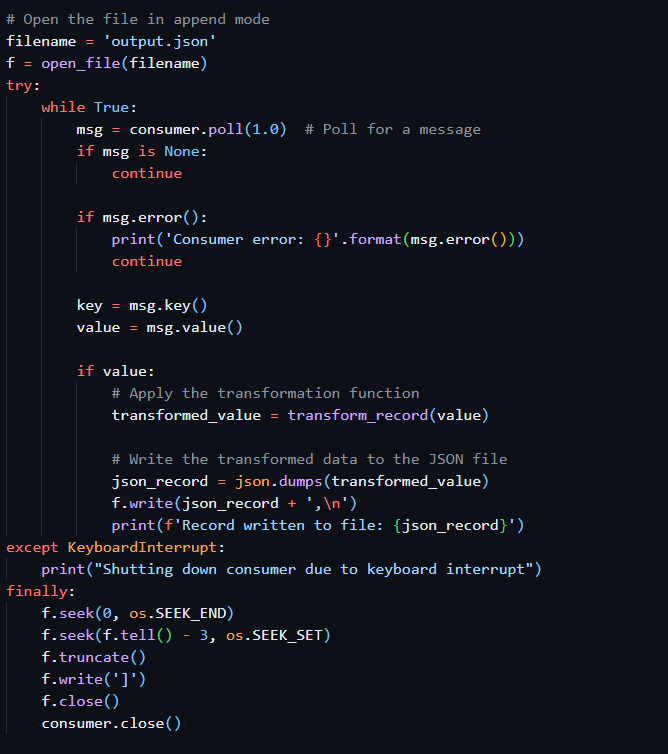 # Open the file in append mode
filename = 'output.json'
f = open_file(filename)
try:
    while True:
        msg = consumer.poll(1.0)  # Poll for a message
        if msg is None:
            continue

        if msg.error():
            print('Consumer error: {}'.format(msg.error()))
            continue

        key = msg.key()
        value = msg.value()

        if value:
            # Apply the transformation function
            transformed_value = transform_record(value)

            # Write the transformed data to the JSON file
            json_record = json.dumps(transformed_value)
            f.write(json_record + ',\n')
            print(f'Record written to file: {json_record}')
except KeyboardInterrupt:
    print("Shutting down consumer due to keyboard interrupt")
finally:
    f.seek(0, os.SEEK_END)
    f.seek(f.tell() - 3, os.SEEK_SET)
    f.truncate()
    f.write(']')
    f.close()
    consumer.close()